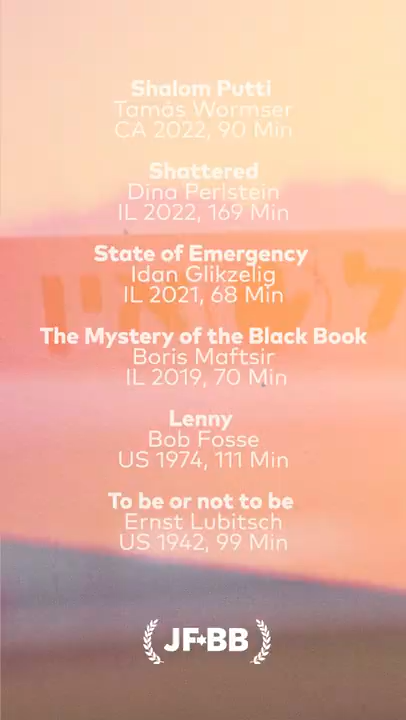 Shalom Putti
Tamás Wormser
CA 2022, 90 Min
Shattered
Dina Perlstein
IL 2022, 169 Min
State of Emergency
Idan Glikzelig
IL 2021, 68 Min
The Mystery of the Black Book
Boris Maftsir
IL 2019, 70 Min
Lenny
Bob Fosse
US 1974, 111 Min
To be or not to be
Ernst Lubitsch
US 1942, 99 Min
JF✶BB